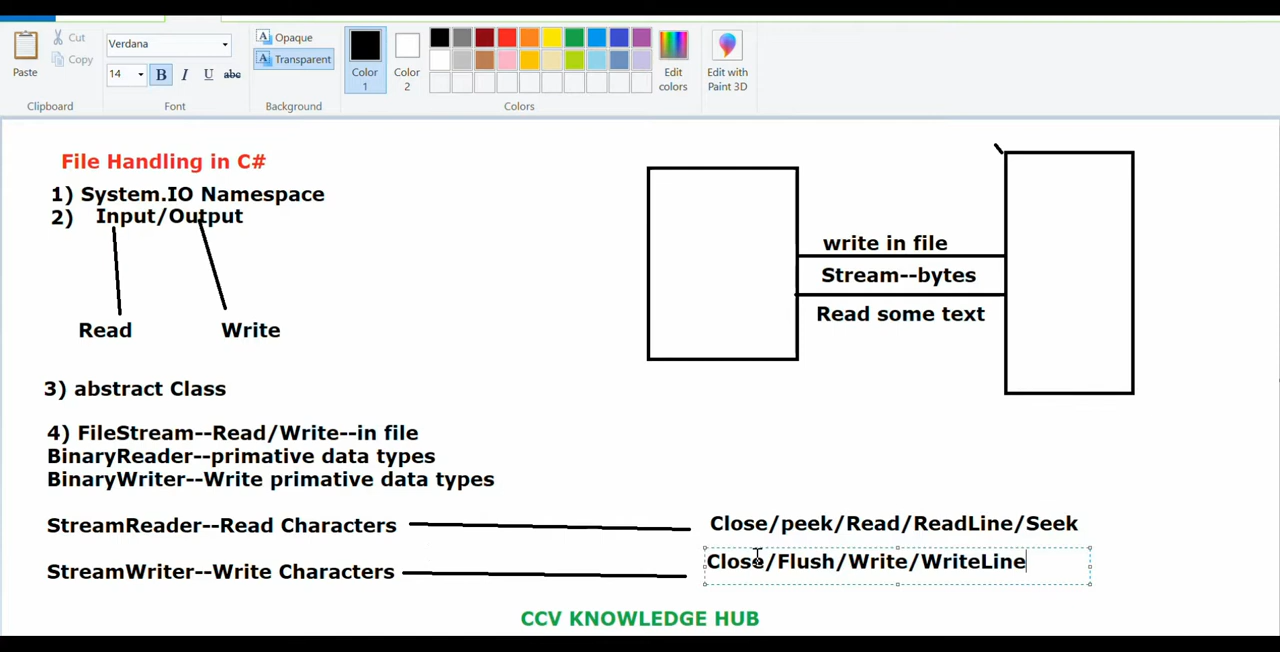 Paste
Cut
Copy
Clipboard
Verdana
14
B I U abc
Font
Opaque
Transparent
Background
Color 1
Color 2
Edit colors
Colors
Edit with Paint 3D
File Handling in C#
1) System.IO Namespace
2) Input/Output
Read Write
write in file
Stream--bytes
Read some text
3) abstract Class
4) FileStream--Read/Write--in file
BinaryReader--primative data types
BinaryWriter--Write primative data types
StreamReader--Read Characters Close/peek/Read/ReadLine/Seek
StreamWriter--Write Characters Close/Flush/Write/WriteLine
CCV KNOWLEDGE HUB